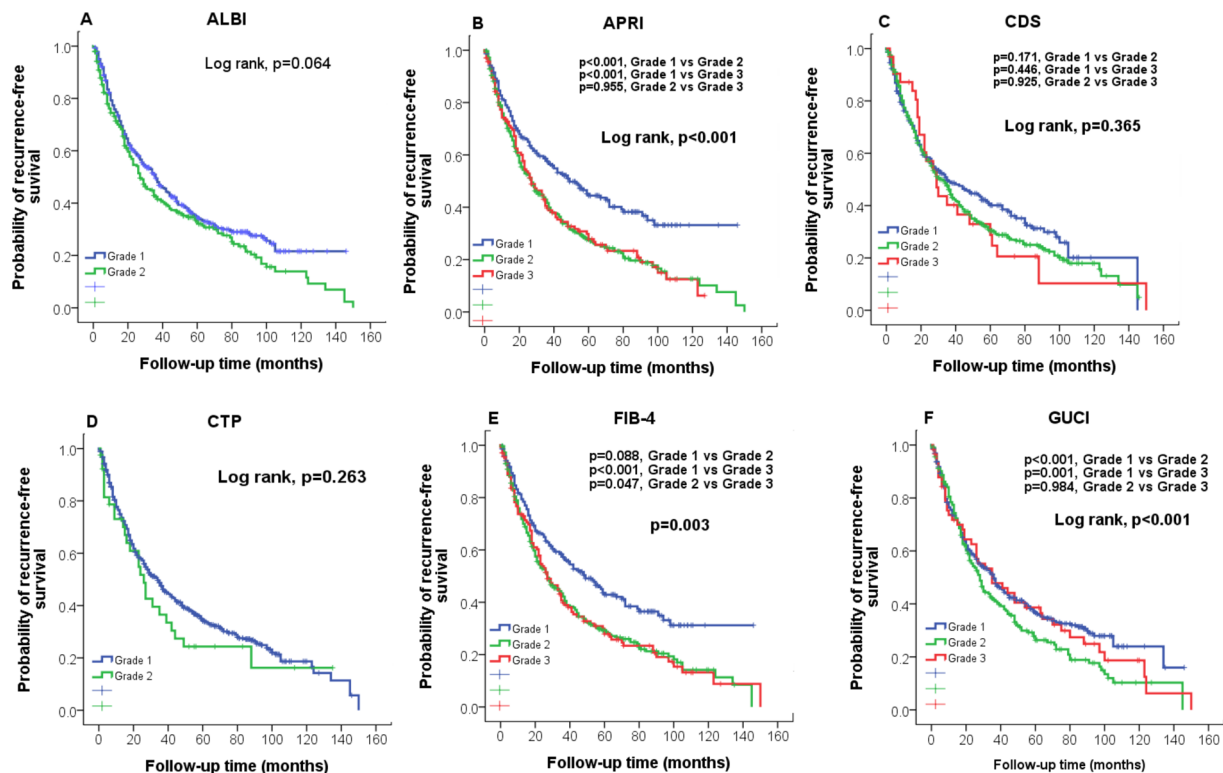 A
ALBI
Log rank, p=0.064
Probability of recurrence-free
suvival
1.0
0.8
0.6
0.4
0.2
0.0
Grade 1
Grade 2
0 20 40 60 80 100 120 140 160
Follow-up time (months)
B
APRI
p<0.001, Grade 1 vs Grade 2
p<0.001, Grade 1 vs Grade 3
p=0.955, Grade 2 vs Grade 3
Log rank, p<0.001
Probability of recurrence-free
suvival
1.0
0.8
0.6
0.4
0.2
0.0
Grade 1
Grade 2
Grade 3
0 20 40 60 80 100 120 140 160
Follow-up time (months)
C
CDS
p=0.171, Grade 1 vs Grade 2
p=0.446, Grade 1 vs Grade 3
p=0.925, Grade 2 vs Grade 3
Log rank, p=0.365
Probability of recurrence-free
suvival
1.0
0.8
0.6
0.4
0.2
0.0
Grade 1
Grade 2
Grade 3
0 20 40 60 80 100 120 140 160
Follow-up time (months)
D
CTP
Log rank, p=0.263
Probability of recurrence-free
suvival
1.0
0.8
0.6
0.4
0.2
0.0
Grade 1
Grade 2
0 20 40 60 80 100 120 140 160
Follow-up time (months)
E
FIB-4
p=0.088, Grade 1 vs Grade 2
p<0.001, Grade 1 vs Grade 3
p=0.047, Grade 2 vs Grade 3
p=0.003
Probability of recurrence-free
suvival
1.0
0.8
0.6
0.4
0.2
0.0
Grade 1
Grade 2
Grade 3
0 20 40 60 80 100 120 140 160
Follow-up time (months)
F
GUCI
p<0.001, Grade 1 vs Grade 2
p=0.001, Grade 1 vs Grade 3
p=0.984, Grade 2 vs Grade 3
Log rank, p<0.001
Probability of recurrence-free
survival
1.0
0.8
0.6
0.4
0.2
0.0
Grade 1
Grade 2
Grade 3
0 20 40 60 80 100 120 140 160
Follow-up time (months)